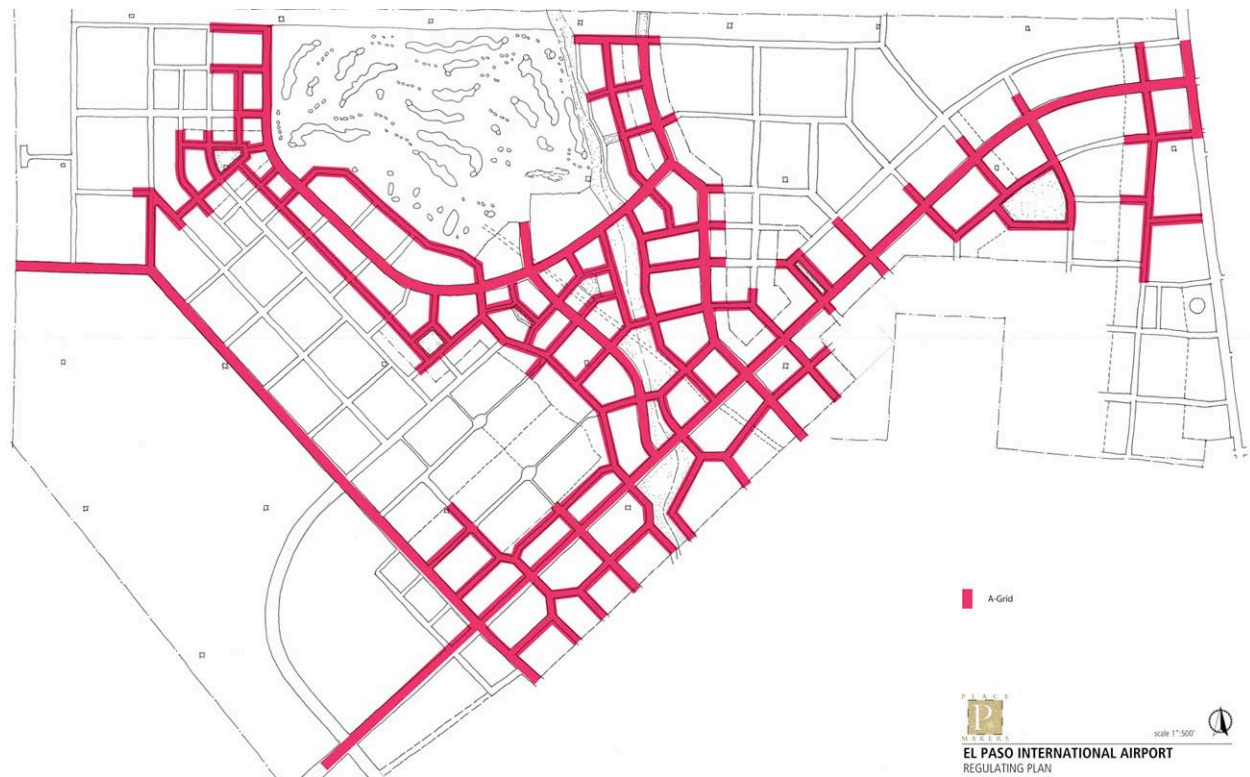 A-Grid
PLACE
P
MAKERS
scale 1":500'
EL PASO INTERNATIONAL AIRPORT
REGULATING PLAN